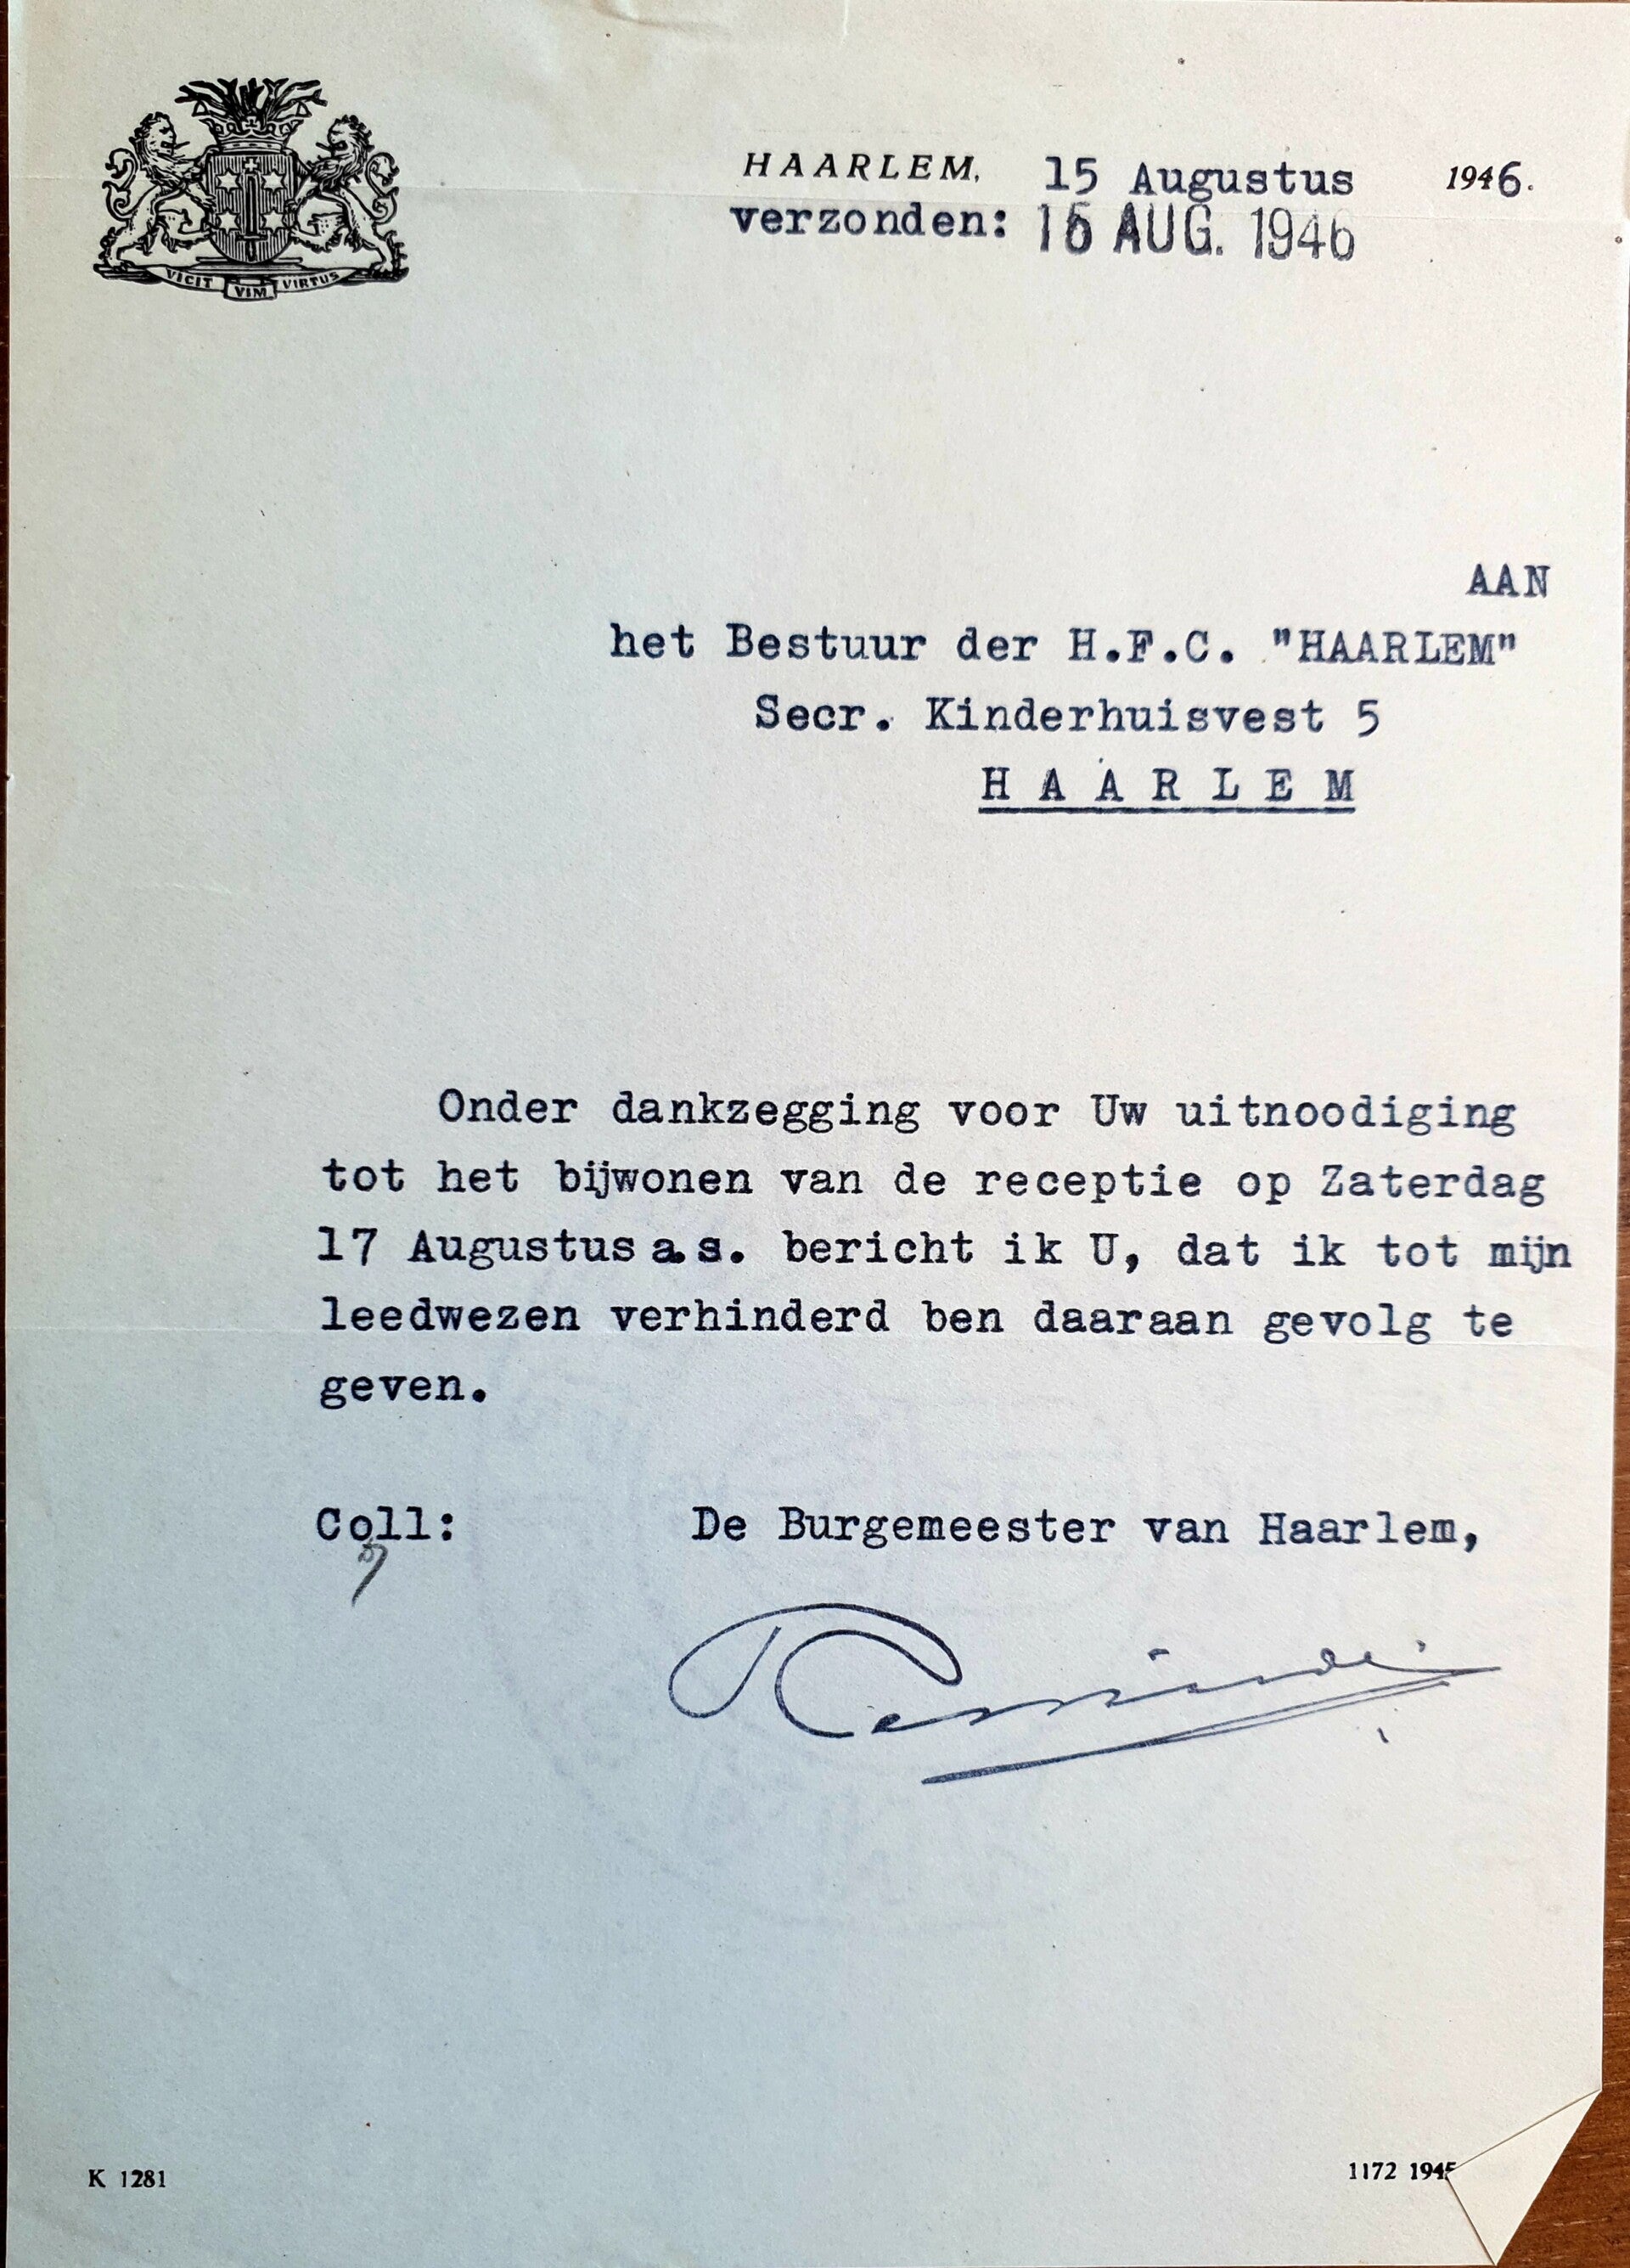 VICIT VIM VIRTUS
HAARLEM, 15 Augustus 1946.
verzonden: 16 AUG. 1946
AAN
het Bestuur der H.F.C. "HAARLEM"
Secr. Kinderhuisvest 5
H A A R L E M
Onder dankzegging voor Uw uitnoodiging
tot het bijwonen van de receptie op Zaterdag
17 Augustus a.s. bericht ik U, dat ik tot mijn
leedwezen verhinderd ben daaraan gevolg te
geven.
Coll: De Burgemeester van Haarlem,
K 1281
1172 1945